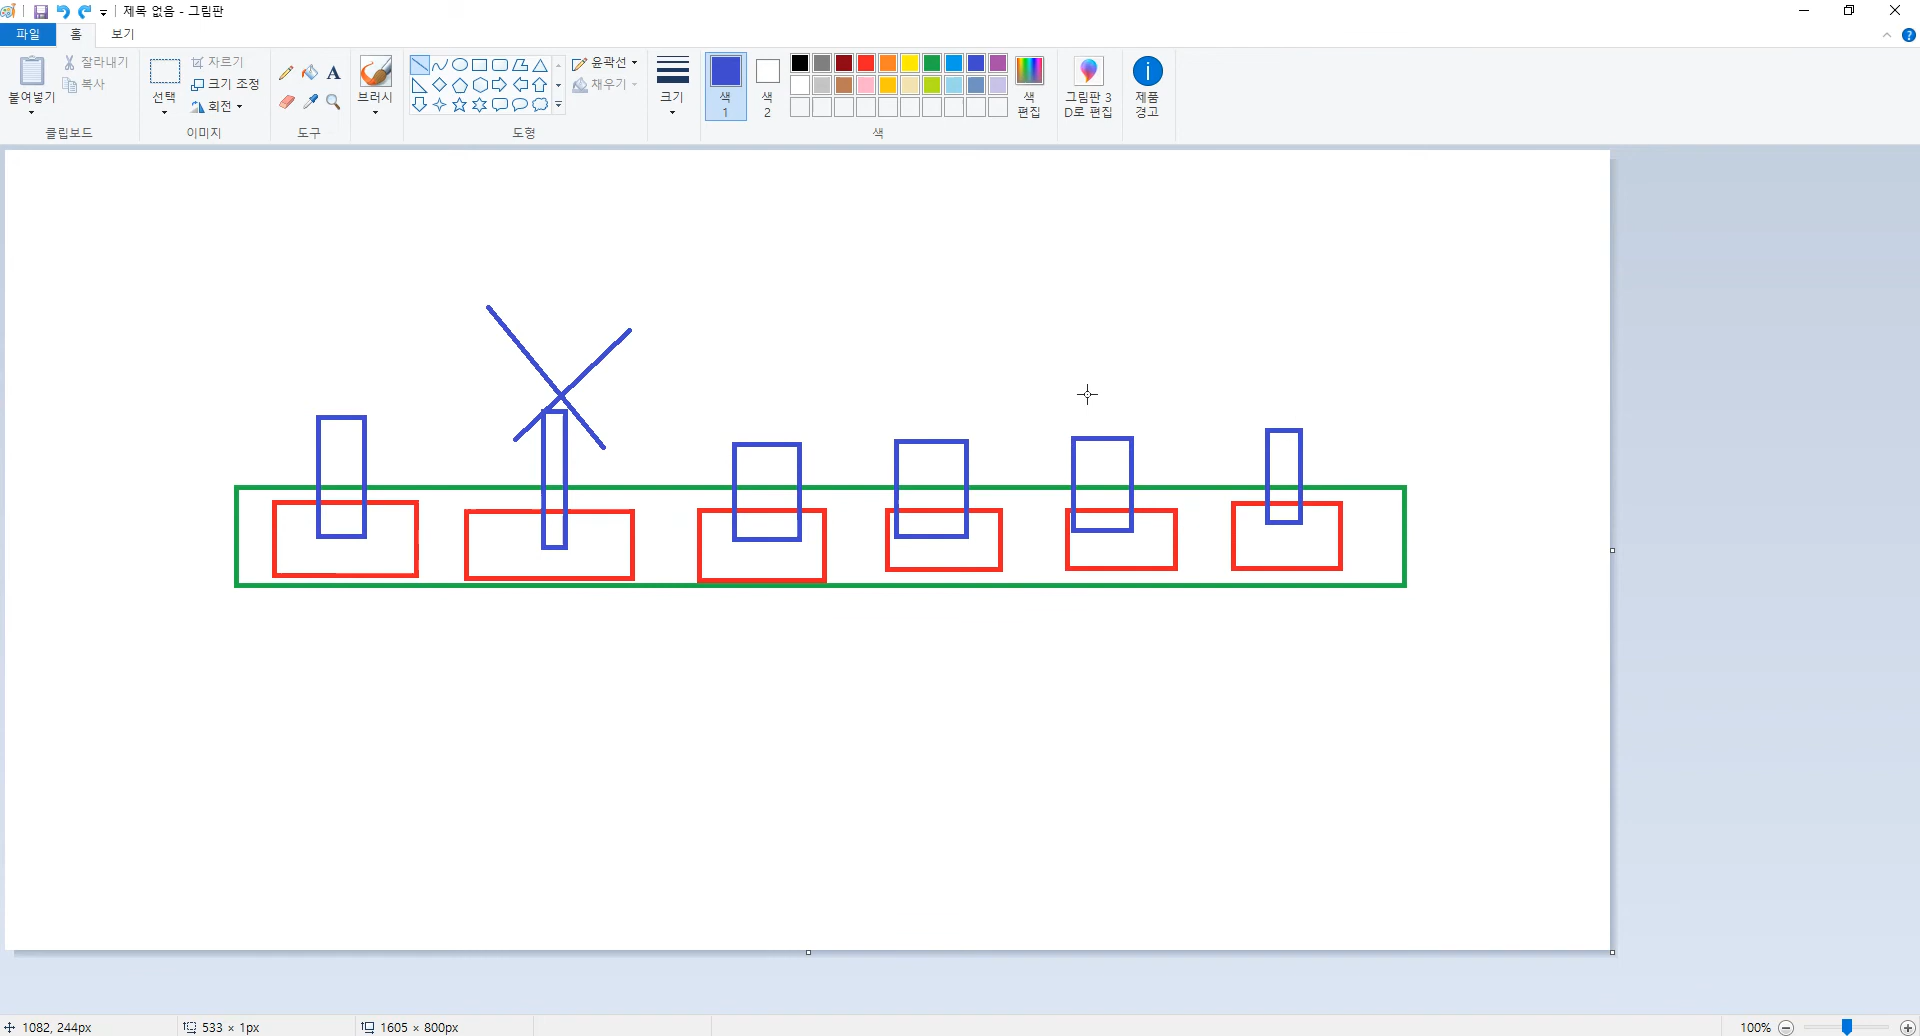 제목 없음 - 그림판
파일 홈 보기
붙여넣기
잘라내기
복사
클립보드
선택
자르기
크기 조정
회전
이미지
A
도구
브러시
윤곽선
채우기
도형
크기
색
1
색
2
색
편집
색
그림판 3
D로 편집
제품
경고
1082, 244px
533 × 1px
1605 × 800px
100%